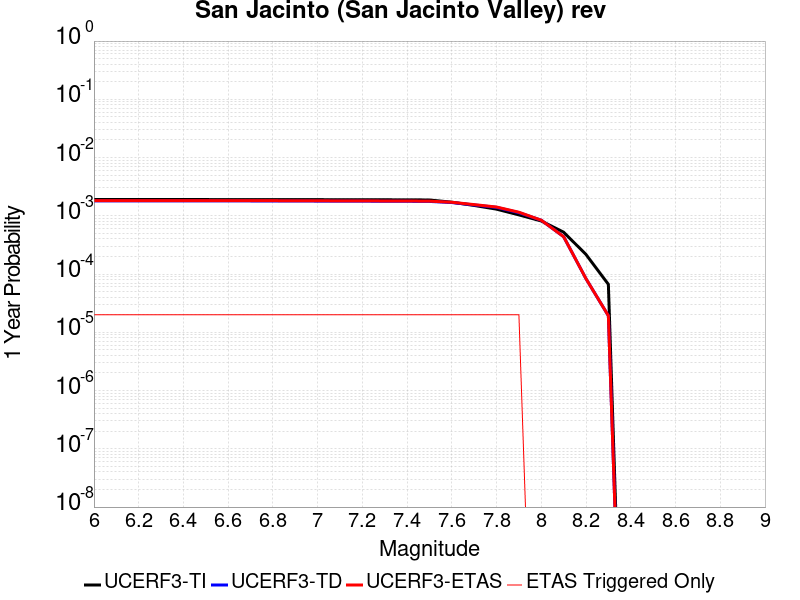 San Jacinto (San Jacinto Valley) rev
10^0
10^-1
10^-2
10^-3
10^-4
10^-5
10^-6
10^-7
10^-8
1 Year Probability
6 6.2 6.4 6.6 6.8 7 7.2 7.4 7.6 7.8 8 8.2 8.4 8.6 8.8 9
Magnitude
UCERF3-TI UCERF3-TD UCERF3-ETAS ETAS Triggered Only